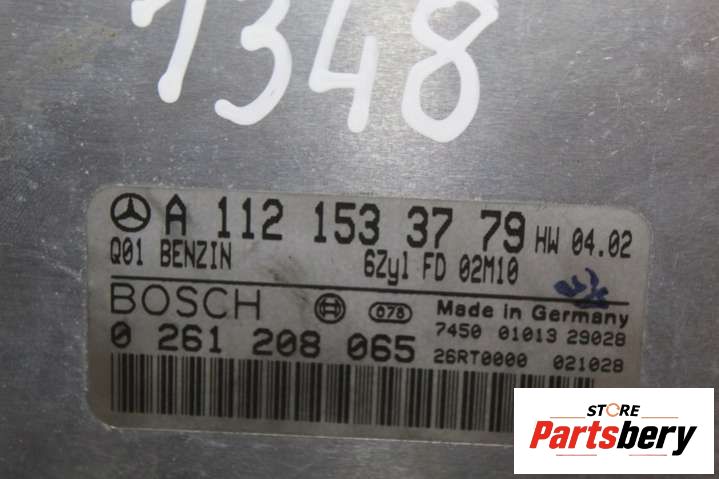 1348
A 112 153 37 79 HW 04.02
Q01 BENZIN 6Zyl FD 02M10
BOSCH 078 Made in Germany
0 261 208 065 7450 01013 29028
26RT0000 021028
STORE
Partsbery